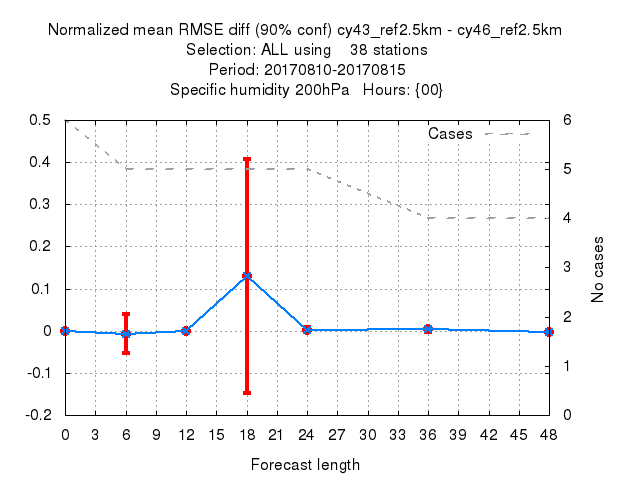 Normalized mean RMSE diff (90% conf) cy43_ref2.5km - cy46_ref2.5km
Selection: ALL using 38 stations
Period: 20170810-20170815
Specific humidity 200hPa Hours: {00}
Cases
0.5
0.4
0.3
0.2
0.1
0
-0.1
-0.2
6
5
4
3
2
1
0
No cases
0 3 6 9 12 15 18 21 24 27 30 33 36 39 42 45 48
Forecast length